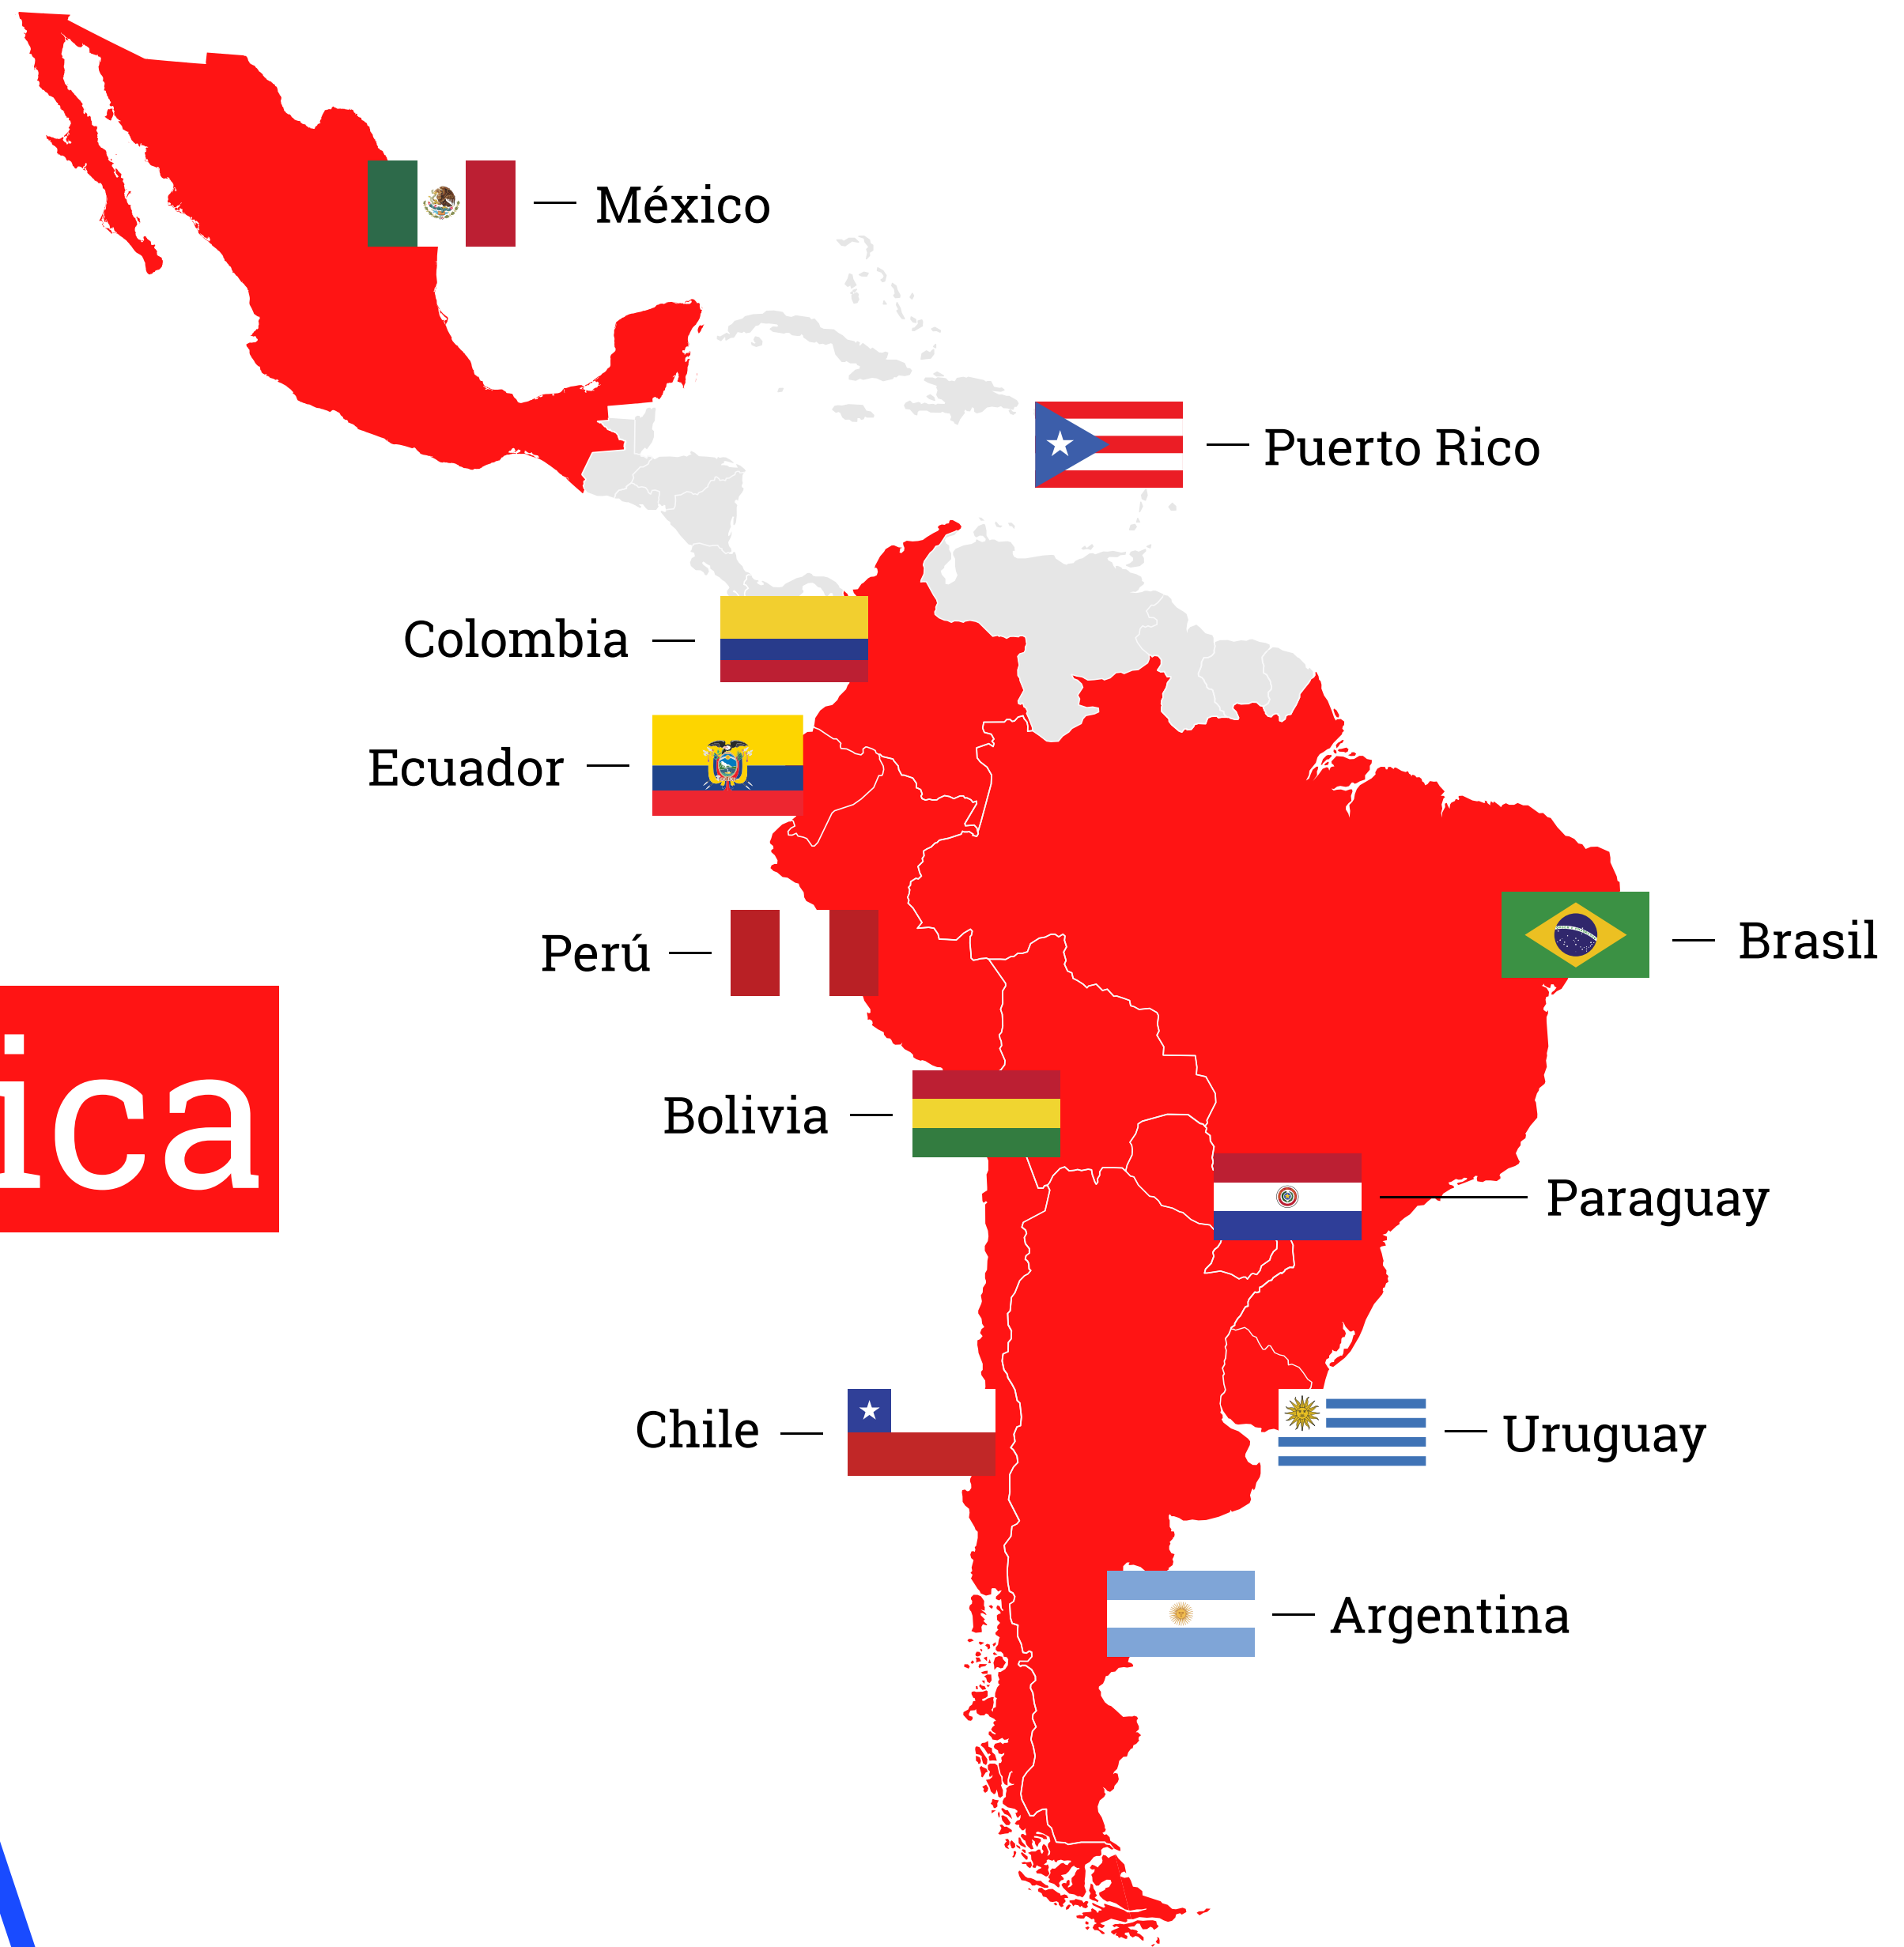 México
Puerto Rico
Colombia
Ecuador
Brasil
Perú
ica
Bolivia
Paraguay
Chile
Uruguay
Argentina